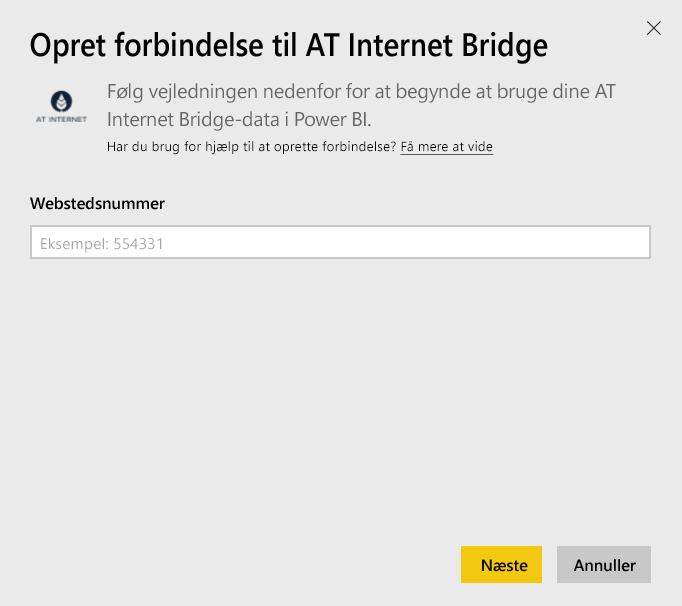 Opret forbindelse til AT Internet Bridge
Følg vejledningen nedenfor for at begynde at bruge dine AT
Internet Bridge-data i Power BI.
AT INTERNET
Har du brug for hjælp til at oprette forbindelse? Få mere at vide
Webstedsnummer
Eksempel: 554331
Næste
Annuller